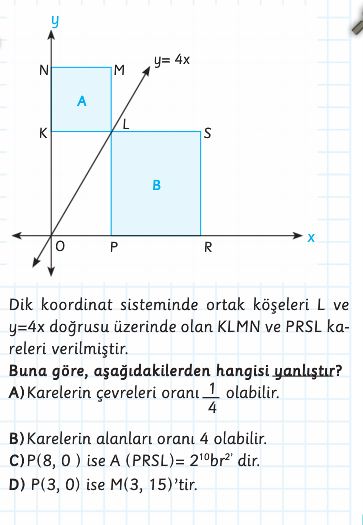 y
N M y= 4x
A
K L S
B
O P R x
Dik koordinat sisteminde ortak köşeleri L ve
y=4x doğrusu üzerinde olan KLMN ve PRSL ka-
releri verilmiştir.
Buna göre, aşağıdakilerden hangisi yanlıştır?
A) Karelerin çevreleri oranı 1/4 olabilir.
B) Karelerin alanları oranı 4 olabilir.
C) P(8, 0 ) ise A (PRSL)= 2¹⁰br²' dir.
D) P(3, 0) ise M(3, 15)'tir.